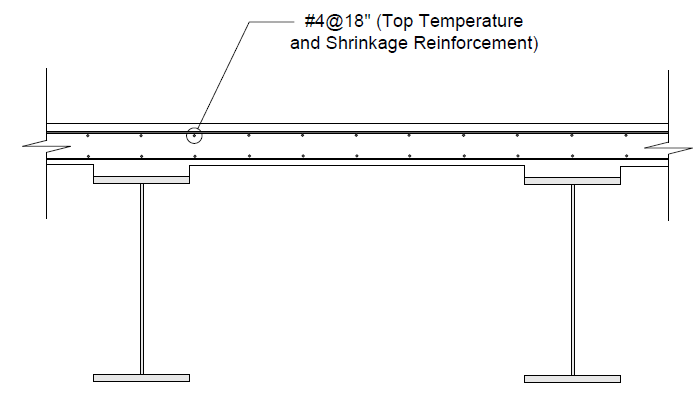 #4@18" (Top Temperature
and Shrinkage Reinforcement)